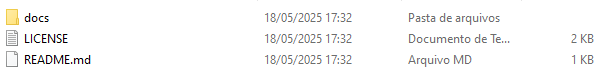 docs 18/05/2025 17:32 Pasta de arquivos
LICENSE 18/05/2025 17:32 Documento de Te... 2 KB
README.md 18/05/2025 17:32 Arquivo MD 1 KB